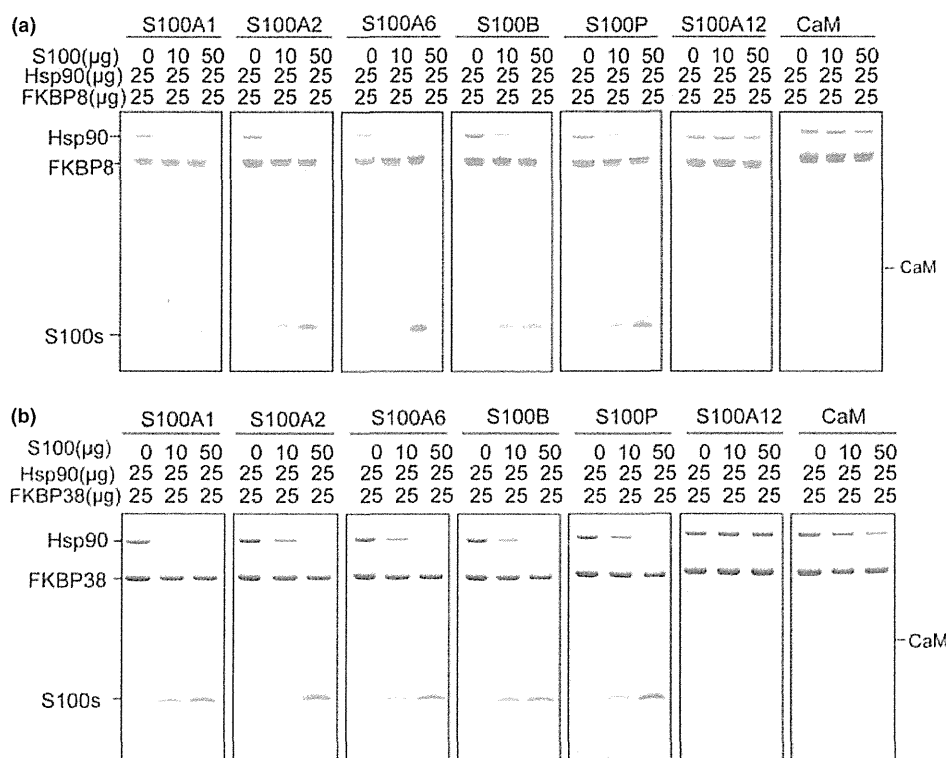 (a) S100A1 S100A2 S100A6 S100B S100P S100A12 CaM
S100(μg) 0 10 50 0 10 50 0 10 50 0 10 50 0 10 50 0 10 50 0 10 50
Hsp90(μg) 25 25 25 25 25 25 25 25 25 25 25 25 25 25 25 25 25 25 25 25 25
FKBP8(μg) 25 25 25 25 25 25 25 25 25 25 25 25 25 25 25 25 25 25 25 25 25
Hsp90
FKBP8
CaM
S100s
(b) S100A1 S100A2 S100A6 S100B S100P S100A12 CaM
S100(μg) 0 10 50 0 10 50 0 10 50 0 10 50 0 10 50 0 10 50 0 10 50
Hsp90(μg) 25 25 25 25 25 25 25 25 25 25 25 25 25 25 25 25 25 25 25 25 25
FKBP38(μg) 25 25 25 25 25 25 25 25 25 25 25 25 25 25 25 25 25 25 25 25 25
Hsp90
FKBP38
CaM
S100s